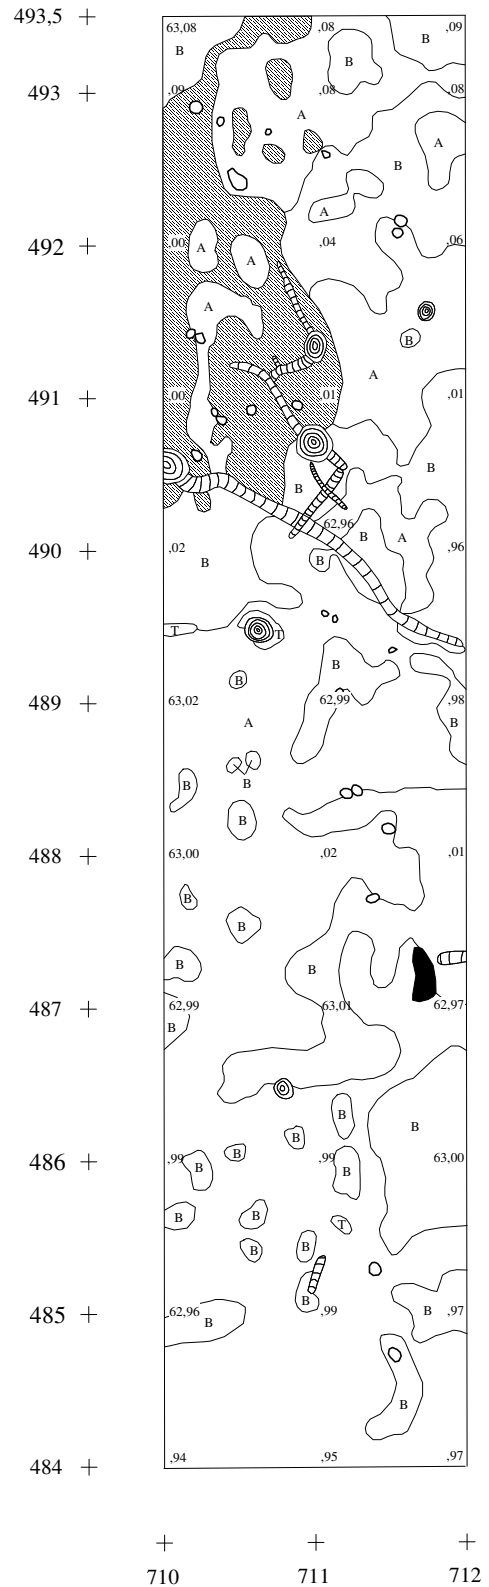 493,5
63,08 ,08 ,09
B B
B
493 ,09 ,08 ,08
A
A
B
A
492 ,00 ,04 ,06
A
A
A
B
A
491 ,00 ,01 ,01
B
B
62,96
B A
490 ,02 ,96
B B
T T
B
B
489 63,02 62,99 ,98
A B
B B
B
488 63,00 ,02 ,01
B
B
B B
487 62,99 63,01 62,97
B
B B
B
486 ,99 B ,99 63,00
B B
B B T
B B
B
485 62,96 ,99 B ,97
B
B
484 ,94 ,95 ,97
710 711 712